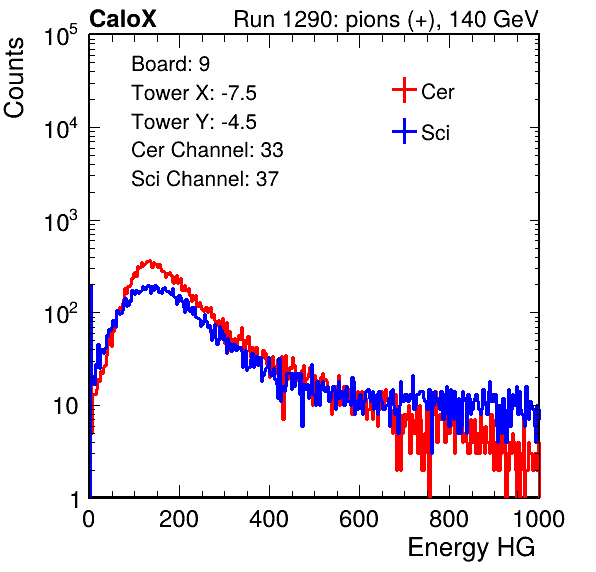 CaloX Run 1290: pions (+), 140 GeV
Counts
Board: 9
Tower X: -7.5
Tower Y: -4.5
Cer Channel: 33
Sci Channel: 37
Cer
Sci
10^5
10^4
10^3
10^2
10
1
0 200 400 600 800 1000
Energy HG